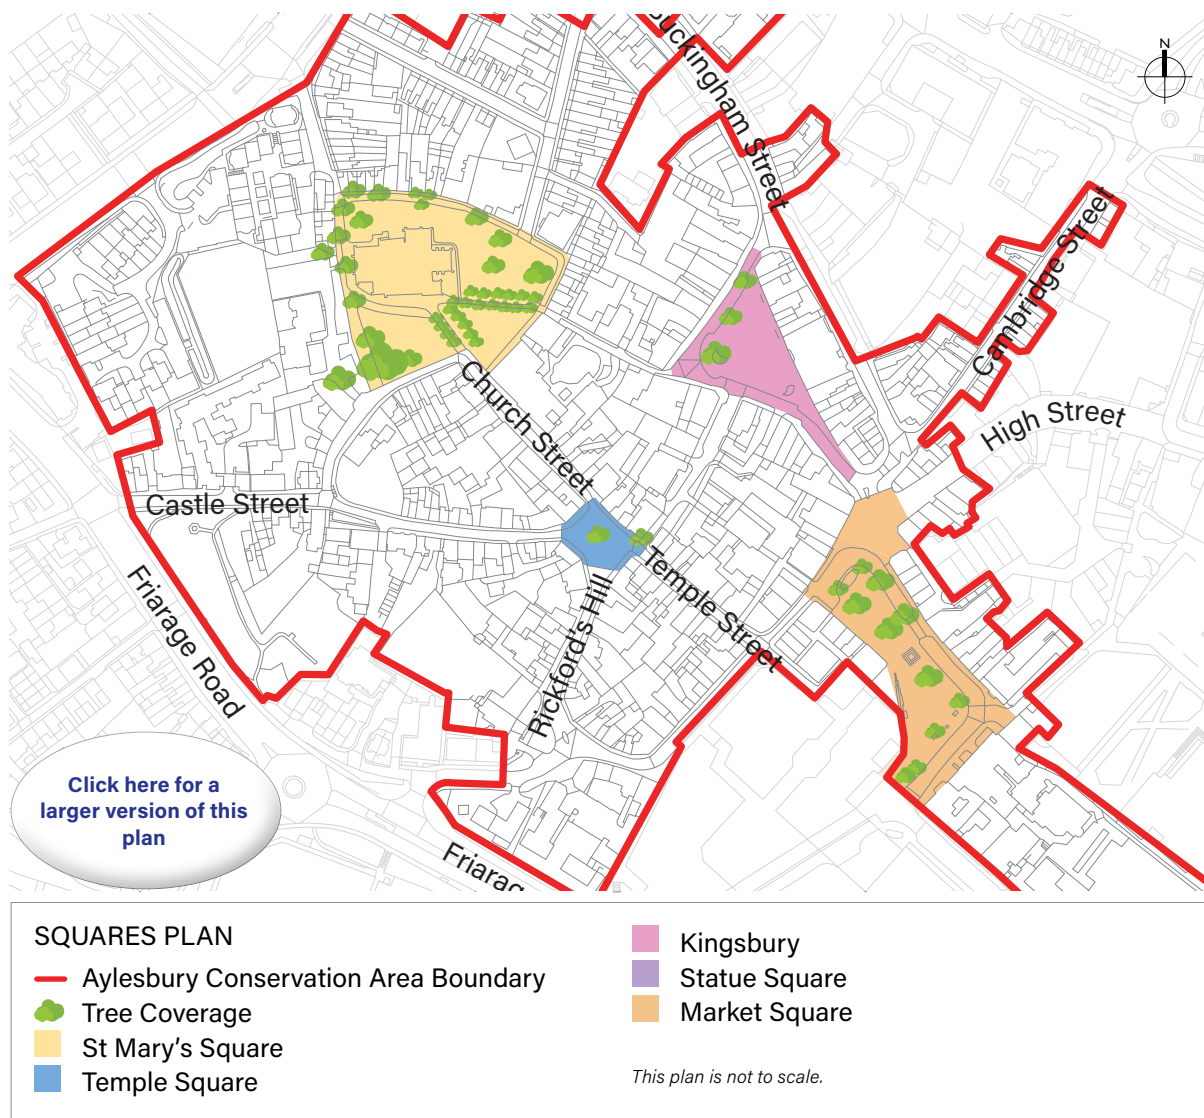 Buckingham Street
N
Cambridge Street
High Street
Church Street
Castle Street
Temple Street
Rickford's Hill
Friarage Road
Click here for a
larger version of this
plan
Friarag
SQUARES PLAN
Aylesbury Conservation Area Boundary
Tree Coverage
St Mary's Square
Temple Square
Kingsbury
Statue Square
Market Square
This plan is not to scale.